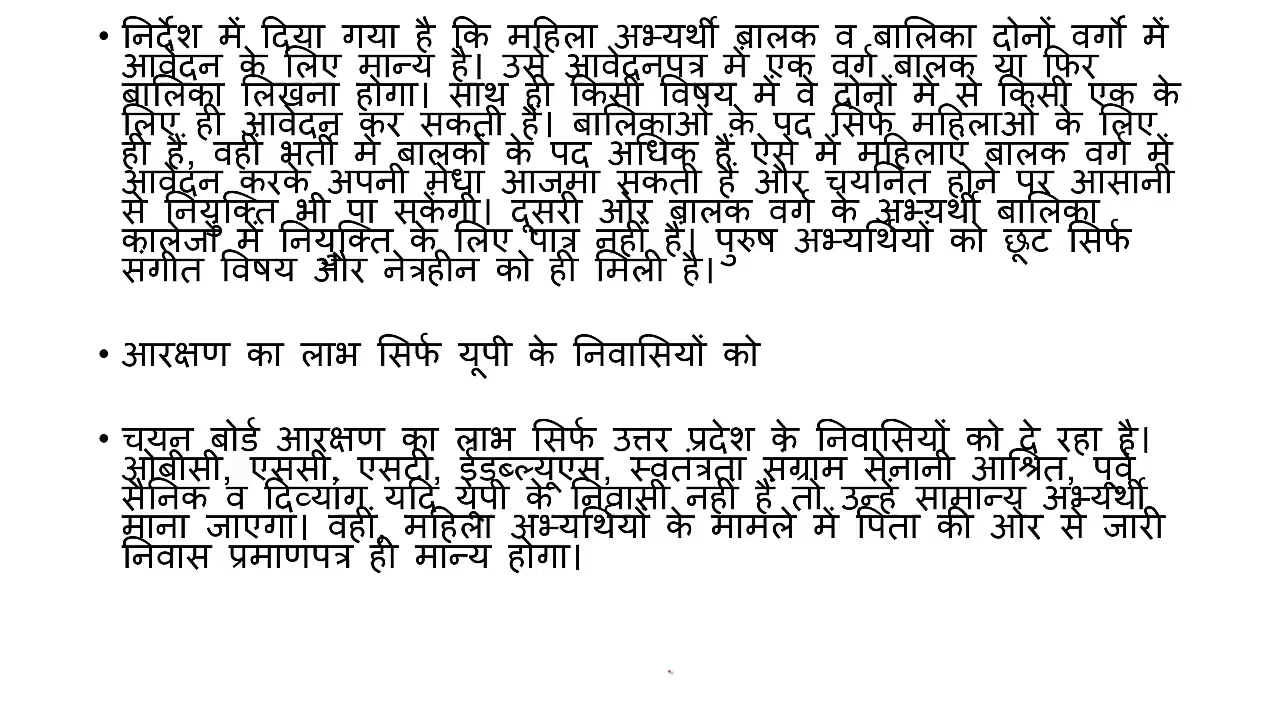 • निर्देश में दिया गया है कि महिला अभ्यर्थी बालक व बालिका दोनों वर्गो में
आवेदन के लिए मान्य है। उसे आवेदनपत्र में एक वर्ग बालक या फिर
बालिका लिखना होगा। साथ ही किसी विषय में वे दोनों में से किसी एक के
लिए ही आवेदन कर सकती हैं। बालिकाओं के पद सिर्फ महिलाओं के लिए
ही हैं, वहीं भर्ती में बालकों के पद अधिक हैं ऐसे में महिलाएं बालक वर्ग में
आवेदन करके अपनी मेधा आजमा सकती हैं और चयनित होने पर आसानी
से नियुक्ति भी पा सकेंगी। दूसरी ओर बालक वर्ग के अभ्यर्थी बालिका
कालेजों में नियुक्ति के लिए पात्र नहीं हैं। पुरुष अभ्यर्थियों को छूट सिर्फ
संगीत विषय और नेत्रहीन को ही मिली है।
• आरक्षण का लाभ सिर्फ यूपी के निवासियों को
• चयन बोर्ड आरक्षण का लाभ सिर्फ उत्तर प्रदेश के निवासियों को दे रहा है।
ओबीसी, एससी, एसटी, ईडब्ल्यूएस, स्वतंत्रता संग्राम सेनानी आश्रित, पूर्व
सैनिक व दिव्यांग यदि यूपी के निवासी नहीं हैं तो उन्हें सामान्य अभ्यर्थी
माना जाएगा। वहीं, महिला अभ्यर्थियों के मामले में पिता की ओर से जारी
निवास प्रमाणपत्र ही मान्य होगा।